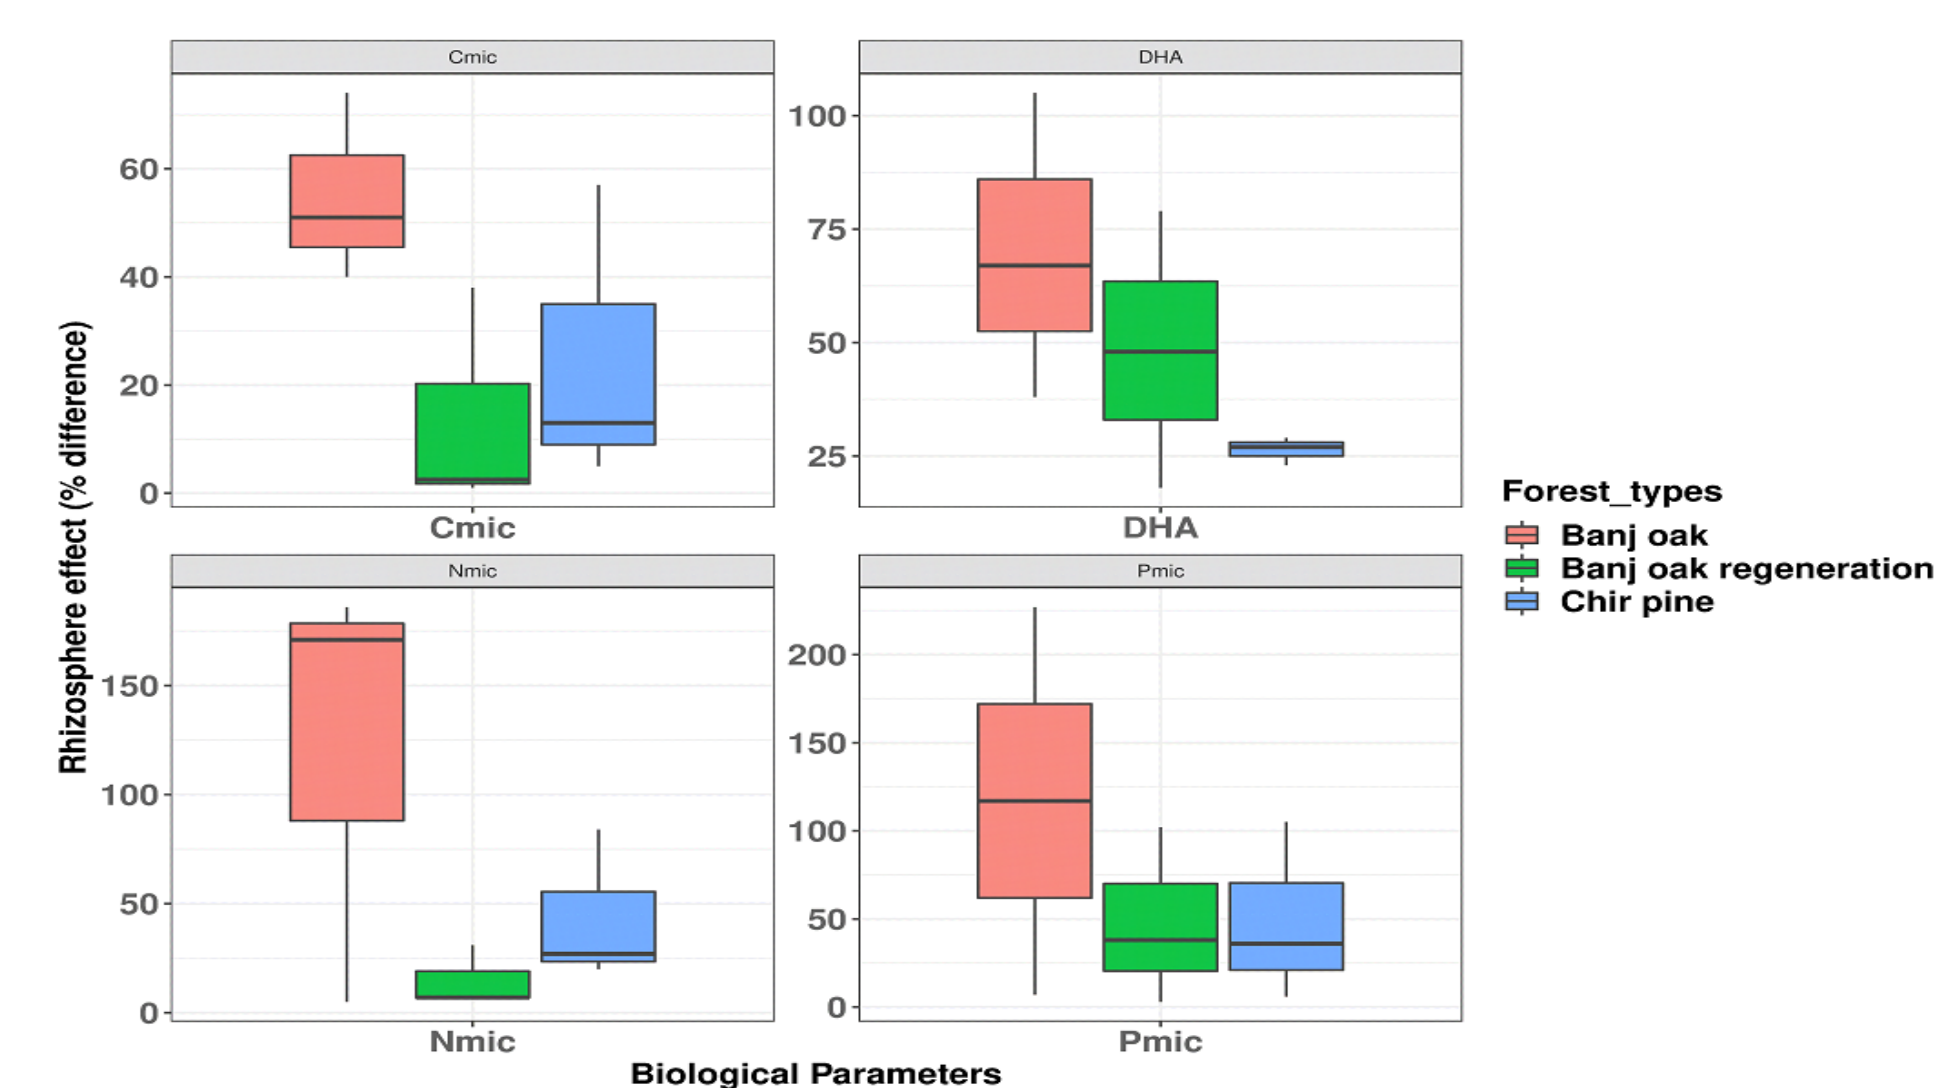 Cmic
DHA
60
40
20
0
100
75
50
25
Cmic
DHA
Rhizosphere effect (% difference)
Forest_types
Banj oak
Banj oak regeneration
Chir pine
Nmic
Pmic
150
100
50
0
200
150
100
50
0
Nmic
Pmic
Biological Parameters